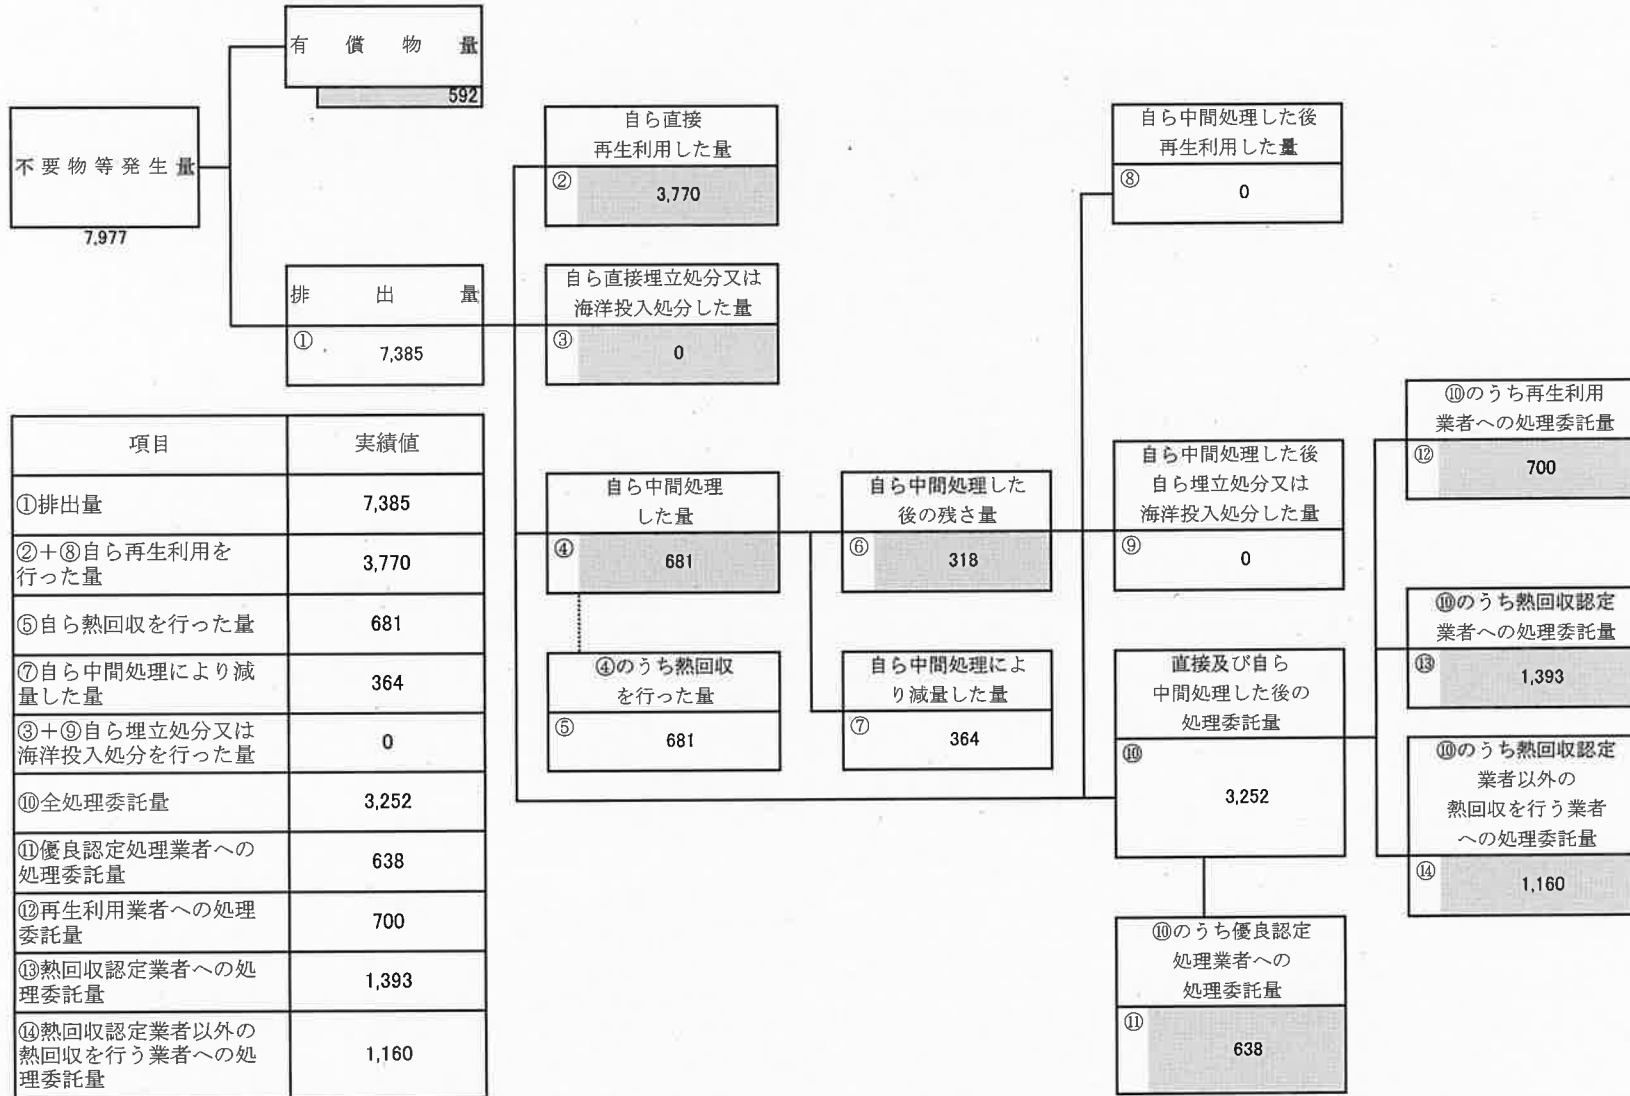 有償物量
592
不要物等発生量
7,977
排出量
①
7,385
自ら直接
再生利用した量
②
3,770
自ら直接埋立処分又は
海洋投入処分した量
③
0
自ら中間処理
した量
④
681
④のうち熱回収
を行った量
⑤
681
自ら中間処理した
後の残さ量
⑥
318
自ら中間処理によ
り減量した量
⑦
364
自ら中間処理した後
再生利用した量
⑧
0
自ら中間処理した後
自ら埋立処分又は
海洋投入処分した量
⑨
0
直接及び自ら
中間処理した後の
処理委託量
⑩
3,252
⑩のうち優良認定
処理業者への
処理委託量
⑪
638
⑩のうち再生利用
業者への処理委託量
⑫
700
⑩のうち熱回収認定
業者への処理委託量
⑬
1,393
⑩のうち熱回収認定
業者以外の
熱回収を行う業者
への処理委託量
⑭
1,160
項目 実績値
①排出量 7,385
②+⑧自ら再生利用を
行った量 3,770
⑤自ら熱回収を行った量 681
⑦自ら中間処理により減
量した量 364
③+⑨自ら埋立処分又は
海洋投入処分を行った量 0
⑩全処理委託量 3,252
⑪優良認定処理業者への
処理委託量 638
⑫再生利用業者への処理
委託量 700
⑬熱回収認定業者への処
理委託量 1,393
⑭熱回収認定業者以外の
熱回収を行う業者への処
理委託量 1,160